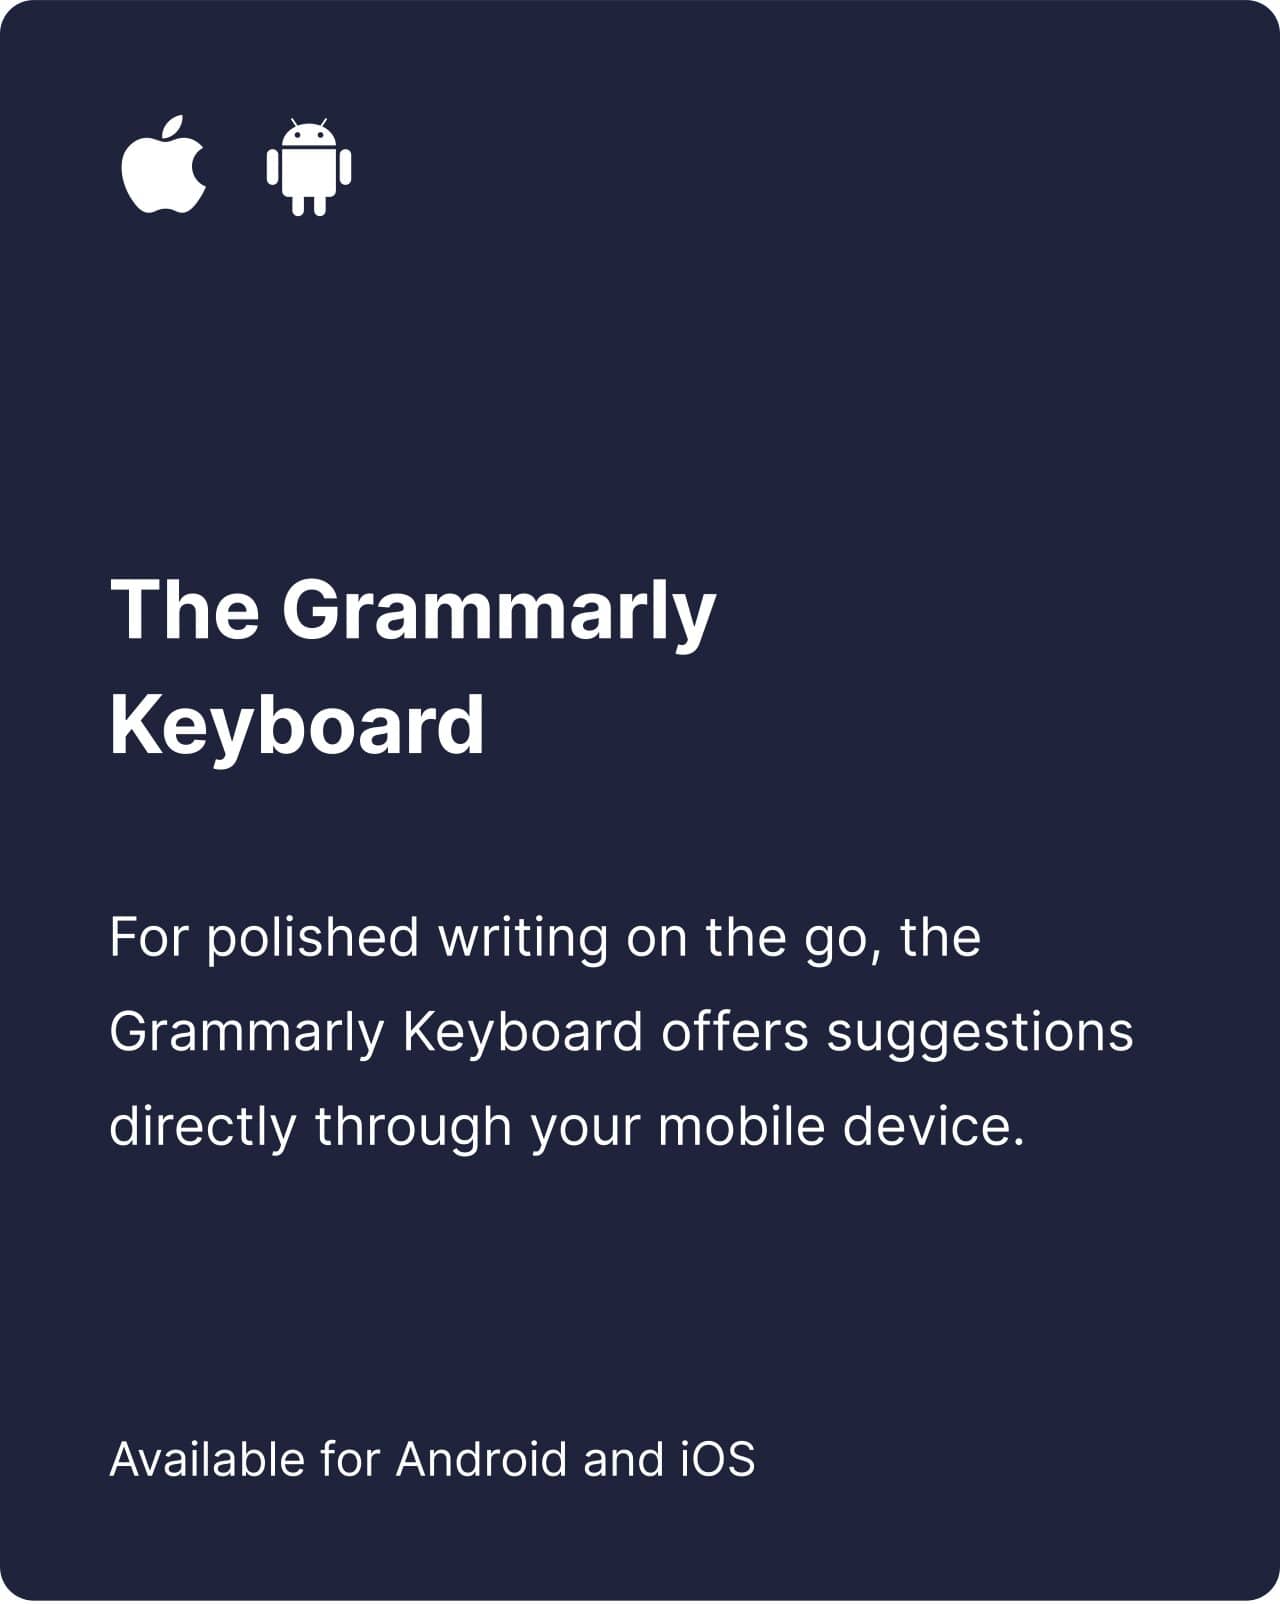 The Grammarly
Keyboard
For polished writing on the go, the
Grammarly Keyboard offers suggestions
directly through your mobile device.
Available for Android and iOS